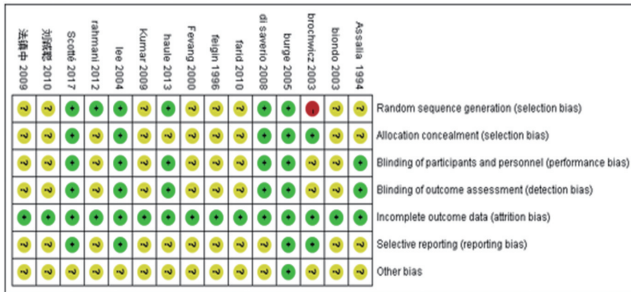 2009
2010
Scotté 2017
rahmani 2012
lee 2004
Kumar 2009
haule 2013
Fevang 2000
feigin 1996
farid 2010
di saverio 2008
burge 2005
brochwicz 2003
biondo 2003
Assalia 1994
Random sequence generation (selection bias)
Allocation concealment (selection bias)
Blinding of participants and personnel (performance bias)
Blinding of outcome assessment (detection bias)
Incomplete outcome data (attrition bias)
Selective reporting (reporting bias)
Other bias